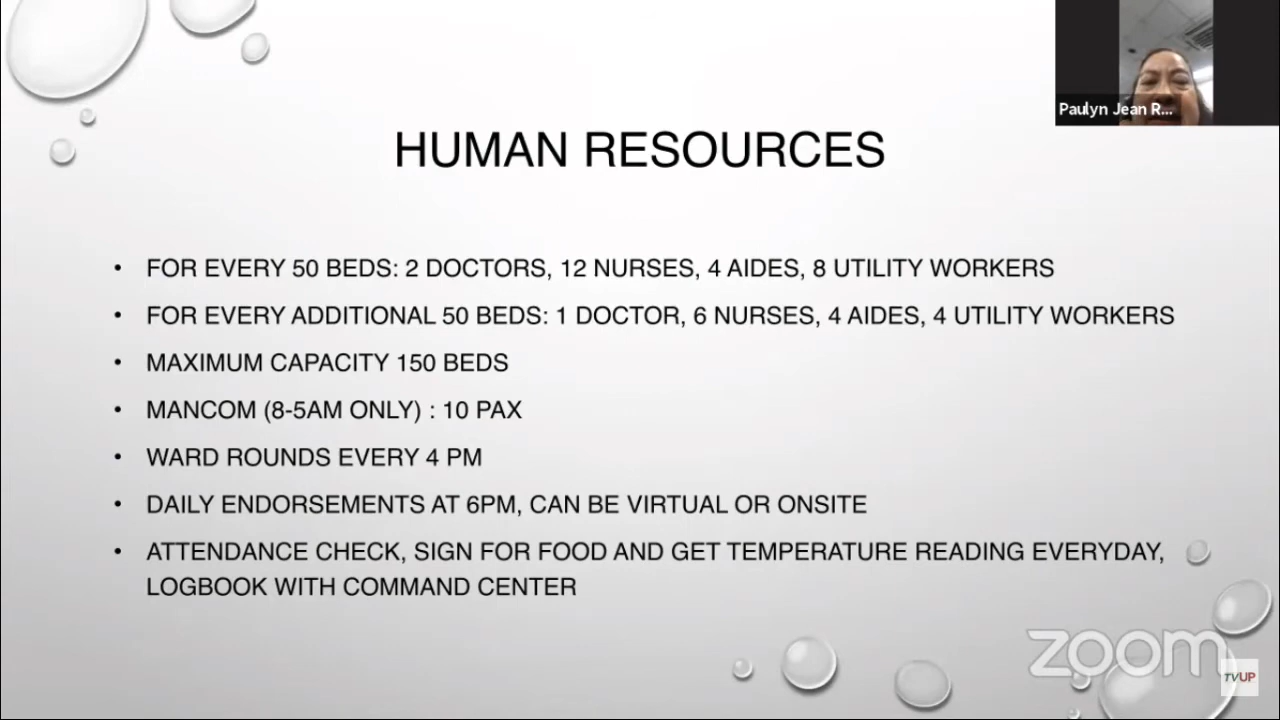 Paulyn Jean R...
HUMAN RESOURCES
• FOR EVERY 50 BEDS: 2 DOCTORS, 12 NURSES, 4 AIDES, 8 UTILITY WORKERS
• FOR EVERY ADDITIONAL 50 BEDS: 1 DOCTOR, 6 NURSES, 4 AIDES, 4 UTILITY WORKERS
• MAXIMUM CAPACITY 150 BEDS
• MANCOM (8-5AM ONLY) : 10 PAX
• WARD ROUNDS EVERY 4 PM
• DAILY ENDORSEMENTS AT 6PM, CAN BE VIRTUAL OR ONSITE
• ATTENDANCE CHECK, SIGN FOR FOOD AND GET TEMPERATURE READING EVERYDAY,
LOGBOOK WITH COMMAND CENTER
zoom
TVUP